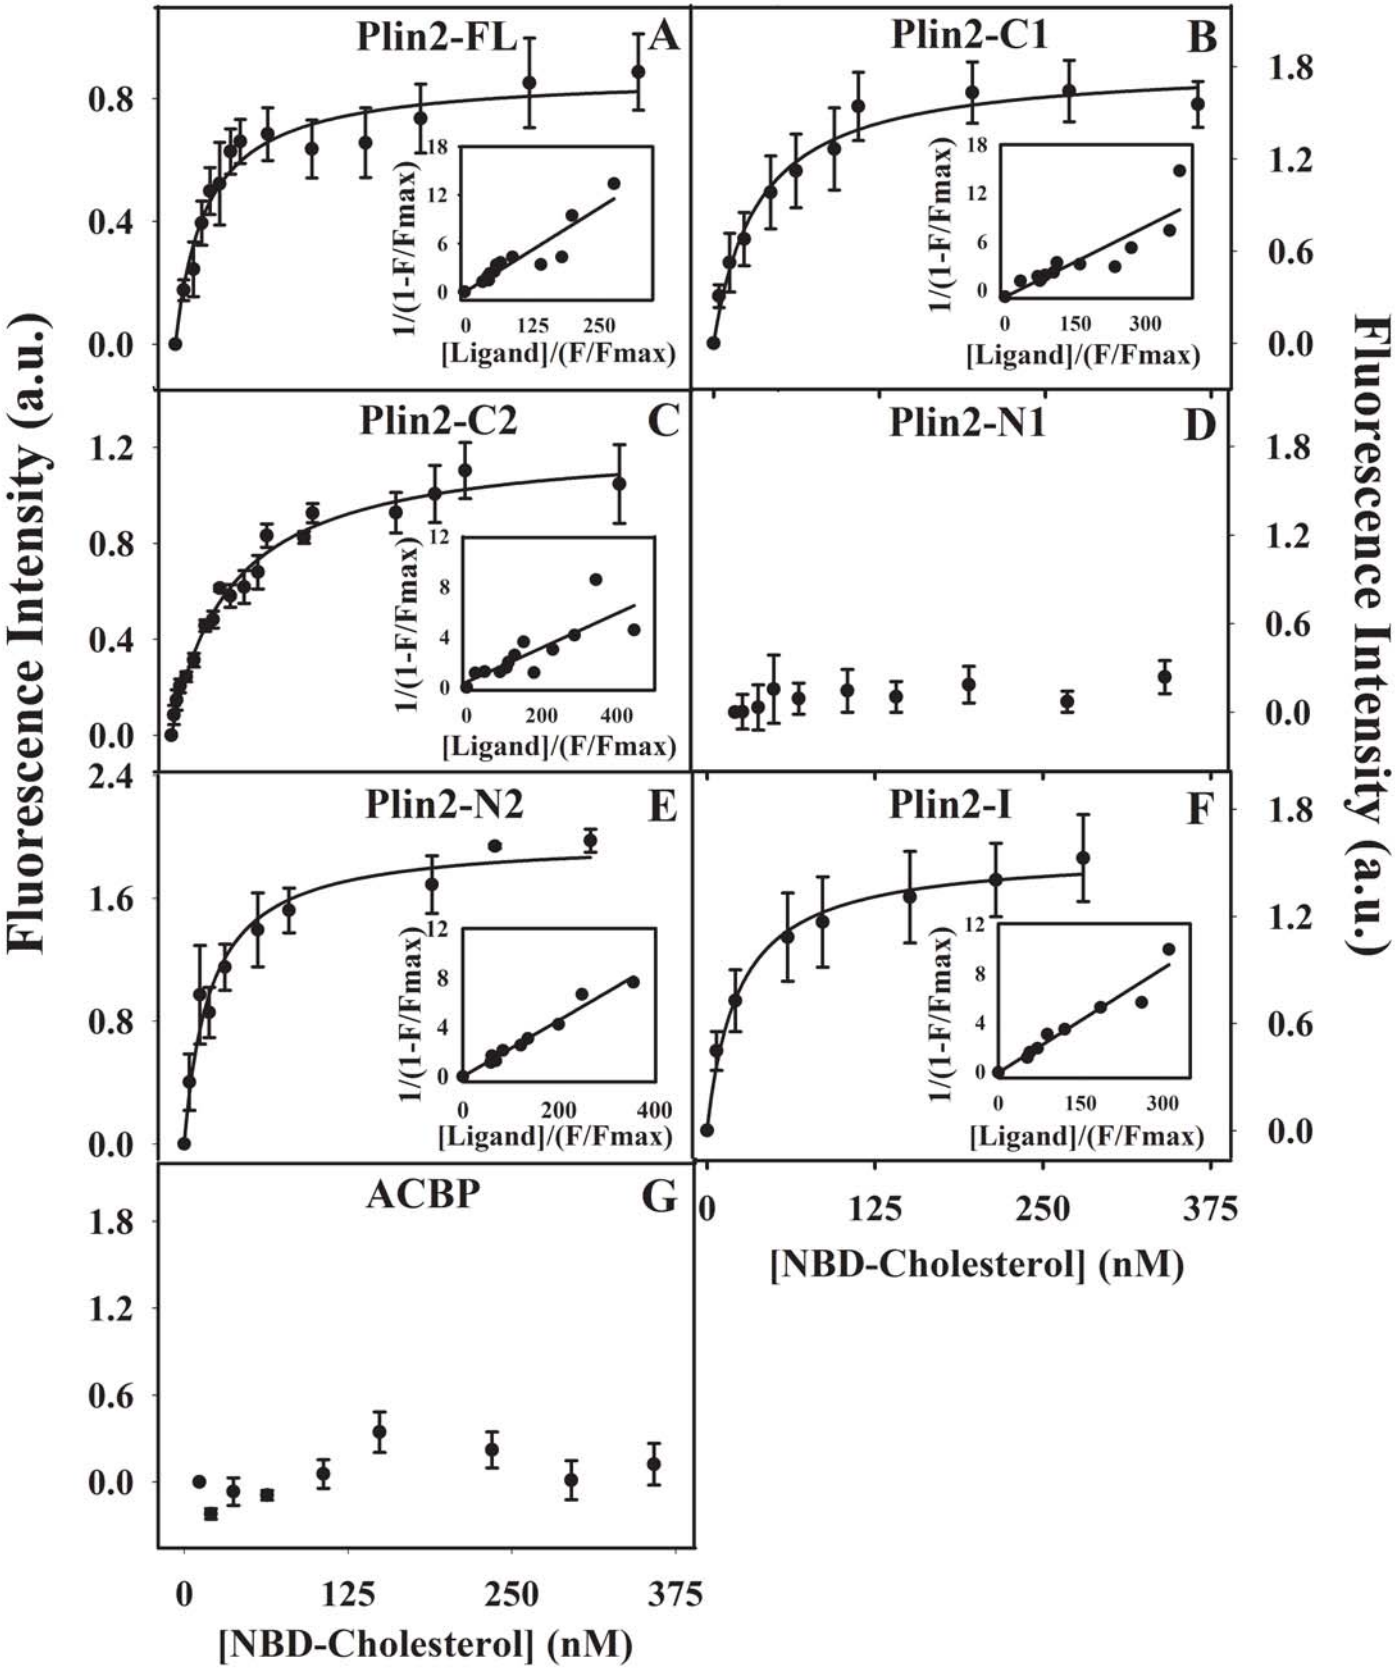 Plin2-FL A
0.8
0.4
0.0
18
12
6
0
1/(1-F/Fmax)
0 125 250
[Ligand]/(F/Fmax)
Plin2-C1 B
1.8
1.2
0.6
0.0
18
12
6
0
1/(1-F/Fmax)
0 150 300
[Ligand]/(F/Fmax)
Plin2-C2 C
1.2
0.8
0.4
0.0
12
8
4
0
1/(1-F/Fmax)
0 200 400
[Ligand]/(F/Fmax)
Plin2-N1 D
1.8
1.2
0.6
0.0
Fluorescence Intensity (a.u.)
Fluorescence Intensity (a.u.)
Plin2-N2 E
2.4
1.6
0.8
0.0
12
8
4
0
1/(1-F/Fmax)
0 200 400
[Ligand]/(F/Fmax)
Plin2-I F
1.8
1.2
0.6
0.0
12
8
4
0
1/(1-F/Fmax)
0 150 300
[Ligand]/(F/Fmax)
0 125 250 375
[NBD-Cholesterol] (nM)
ACBP G
1.8
1.2
0.6
0.0
0 125 250 375
[NBD-Cholesterol] (nM)